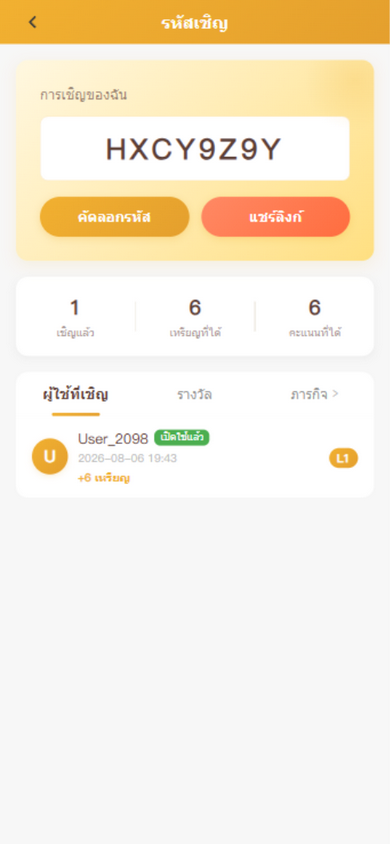 รหัสเชิญ
การเชิญของฉัน
HXCY9Z9Y
คัดลอกรหัส
แชร์ลิงก์
1
6
6
เชิญแล้ว
เหรียญที่ได้
คะแนนที่ได้
ผู้ใช้ที่เชิญ
รางวัล
ภารกิจ >
User_2098 เปิดใช้แล้ว
U
2026-08-06 19:43
L1
+6 เหรียญ